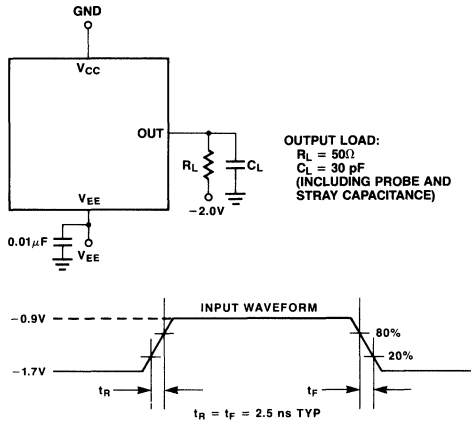 GND
VCC
OUT
RL
CL
-2.0V
VEE
0.01µF
VEE
OUTPUT LOAD:
RL = 50Ω
CL = 30 pF
(INCLUDING PROBE AND
STRAY CAPACITANCE)
INPUT WAVEFORM
-0.9V
80%
20%
-1.7V
tR
tF
tR = tF = 2.5 ns TYP